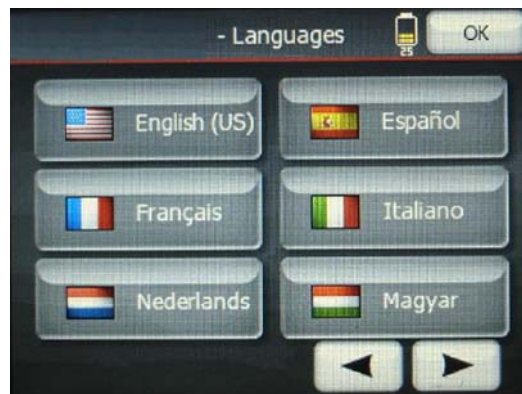 - Languages
25
OK
English (US)
Español
Français
Italiano
Nederlands
Magyar